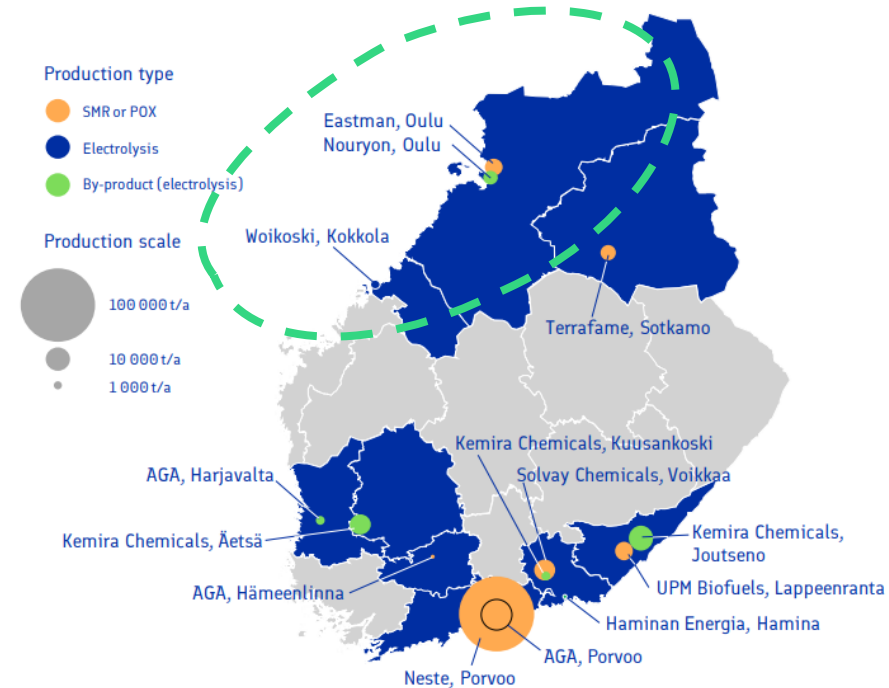 Production type
SMR or POX
Electrolysis
By-product (electrolysis)
Production scale
100 000 t/a
10 000 t/a
1 000 t/a
Eastman, Oulu
Nouryon, Oulu
Woikoski, Kokkola
Terrafame, Sotkamo
Kemira Chemicals, Kuusankoski
Solvay Chemicals, Voikkaa
AGA, Harjavalta
Kemira Chemicals, Äetsä
AGA, Hämeenlinna
Kemira Chemicals,
Joutseno
UPM Biofuels, Lappeenranta
Haminan Energia, Hamina
AGA, Porvoo
Neste, Porvoo